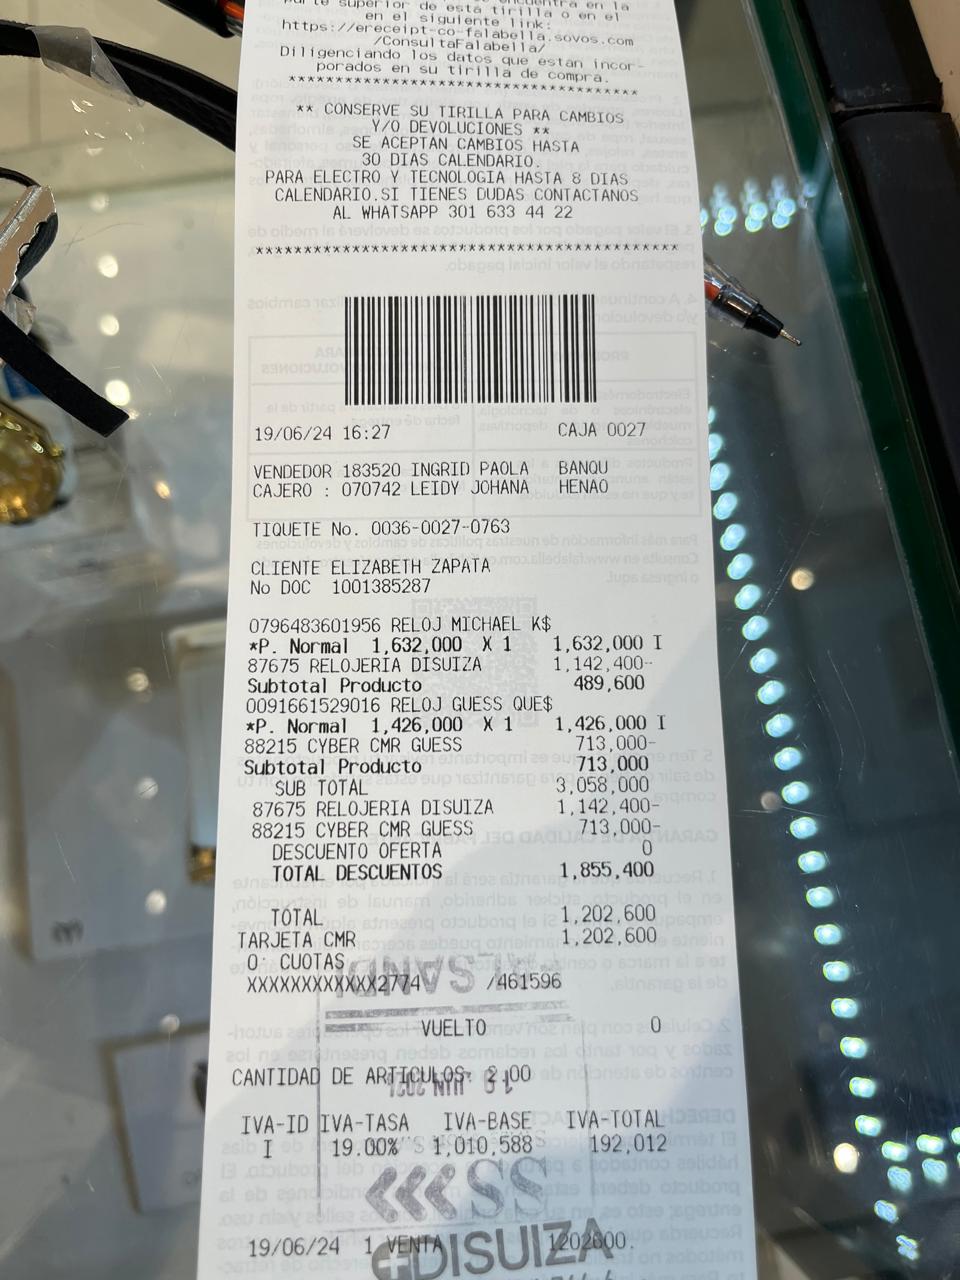 parte superior de esta tirilla o en el
en el siguiente link:
https://ereceipt-co-falabella.sovos.com
/ConsultaFalabella/
Diligenciando los datos que estan incor-
porados en su tirilla de compra.
****************************************
** CONSERVE SU TIRILLA PARA CAMBIOS
Y/O DEVOLUCIONES **
SE ACEPTAN CAMBIOS HASTA
30 DIAS CALENDARIO.
PARA ELECTRO Y TECNOLOGIA HASTA 8 DIAS
CALENDARIO.SI TIENES DUDAS CONTACTANOS
AL WHATSAPP 301 633 44 22
****************************************
19/06/24 16:27 CAJA 0027
VENDEDOR 183520 INGRID PAOLA BANQU
CAJERO : 070742 LEIDY JOHANA HENAO
TIQUETE No. 0036-0027-0763
CLIENTE ELIZABETH ZAPATA
No DOC 1001385287
0796483601956 RELOJ MICHAEL K$
*P. Normal 1,632,000 X 1 1,632,000 I
87675 RELOJERIA DISUIZA 1,142,400-
Subtotal Producto 489,600
0091661529016 RELOJ GUESS QUE$
*P. Normal 1,426,000 X 1 1,426,000 I
88215 CYBER CMR GUESS 713,000-
Subtotal Producto 713,000
SUB TOTAL 3,058,000
87675 RELOJERIA DISUIZA 1,142,400-
88215 CYBER CMR GUESS 713,000-
DESCUENTO OFERTA 0
TOTAL DESCUENTOS 1,855,400
TOTAL 1,202,600
TARJETA CMR 1,202,600
0: CUOTAS
XXXXXXXXXXXX2774 /461596
VUELTO 0
CANTIDAD DE ARTICULOS: 2.00
IVA-ID IVA-TASA IVA-BASE IVA-TOTAL
I 19.00% 1,010,588 192,012
19/06/24 1 VENTA 1202600
DISUIZA